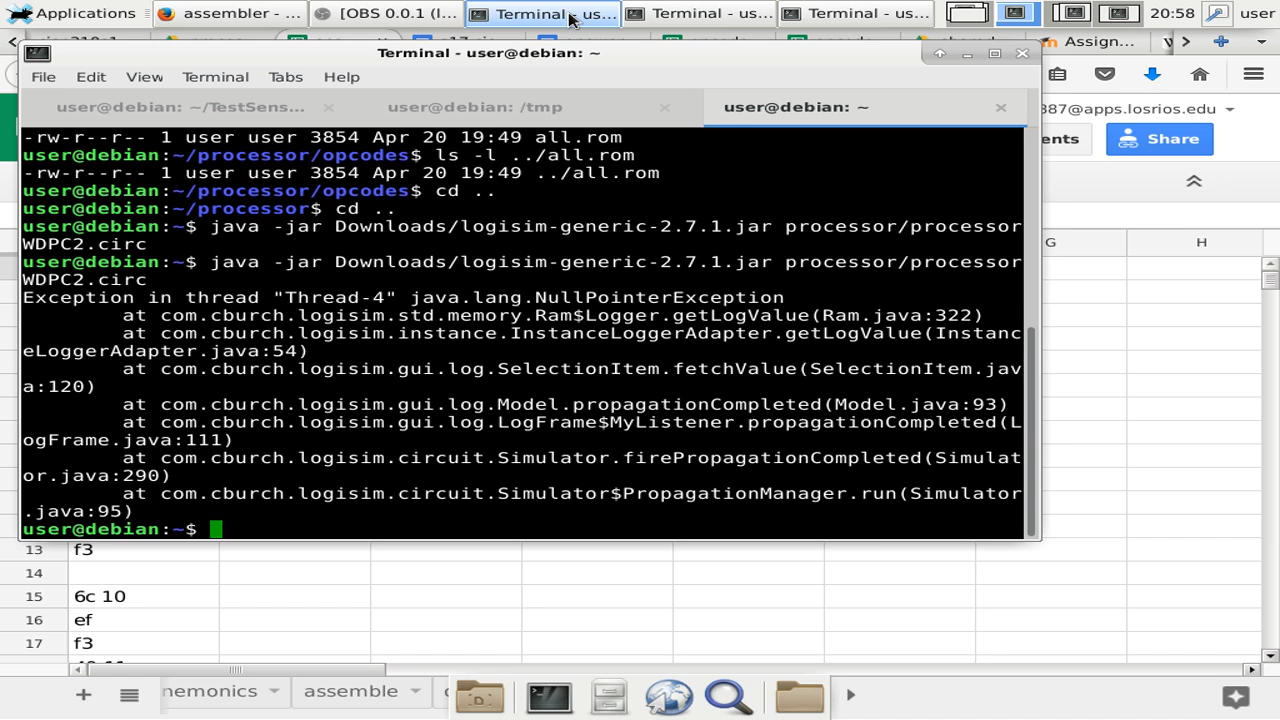 Applications
assembler - ...
[OBS 0.0.1 (l...
Terminal - us...
Terminal - us...
Terminal - us...
20:58
user
Assign...
Terminal - user@debian: ~
File Edit View Terminal Tabs Help
user@debian: ~/TestSens...
user@debian: /tmp
user@debian: ~
387@apps.losrios.edu
ents
Share
-rw-r--r-- 1 user user 3854 Apr 20 19:49 all.rom
user@debian:~/processor/opcodes$ ls -l ../all.rom
-rw-r--r-- 1 user user 3854 Apr 20 19:49 ../all.rom
user@debian:~/processor/opcodes$ cd ..
user@debian:~/processor$ cd ..
user@debian:~$ java -jar Downloads/logisim-generic-2.7.1.jar processor/processor
WDPC2.circ
user@debian:~$ java -jar Downloads/logisim-generic-2.7.1.jar processor/processor
WDPC2.circ
Exception in thread "Thread-4" java.lang.NullPointerException
at com.cburch.logisim.std.memory.Ram$Logger.getLogValue(Ram.java:322)
at com.cburch.logisim.instance.InstanceLoggerAdapter.getLogValue(Instanc
eLoggerAdapter.java:54)
at com.cburch.logisim.gui.log.SelectionItem.fetchValue(SelectionItem.jav
a:120)
at com.cburch.logisim.gui.log.Model.propagationCompleted(Model.java:93)
at com.cburch.logisim.gui.log.LogFrame$MyListener.propagationCompleted(L
ogFrame.java:111)
at com.cburch.logisim.circuit.Simulator.firePropagationCompleted(Simulat
or.java:290)
at com.cburch.logisim.circuit.Simulator$PropagationManager.run(Simulator
.java:95)
user@debian:~$
G H
13 f3
14
15 6c 10
16 ef
17 f3
nemonics
assemble